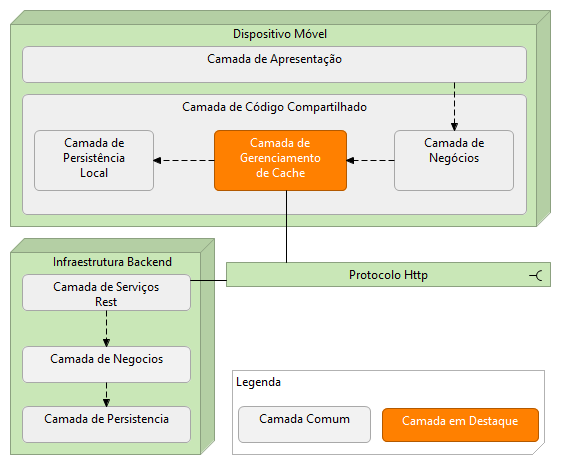 Dispositivo Móvel
Camada de Apresentação
Camada de Código Compartilhado
Camada de
Persistência
Local
Camada de
Gerenciamento
de Cache
Camada de
Negócios
Infraestrutura Backend
Camada de Serviços
Rest
Camada de Negocios
Camada de Persistencia
Protocolo Http
Legenda
Camada Comum
Camada em Destaque